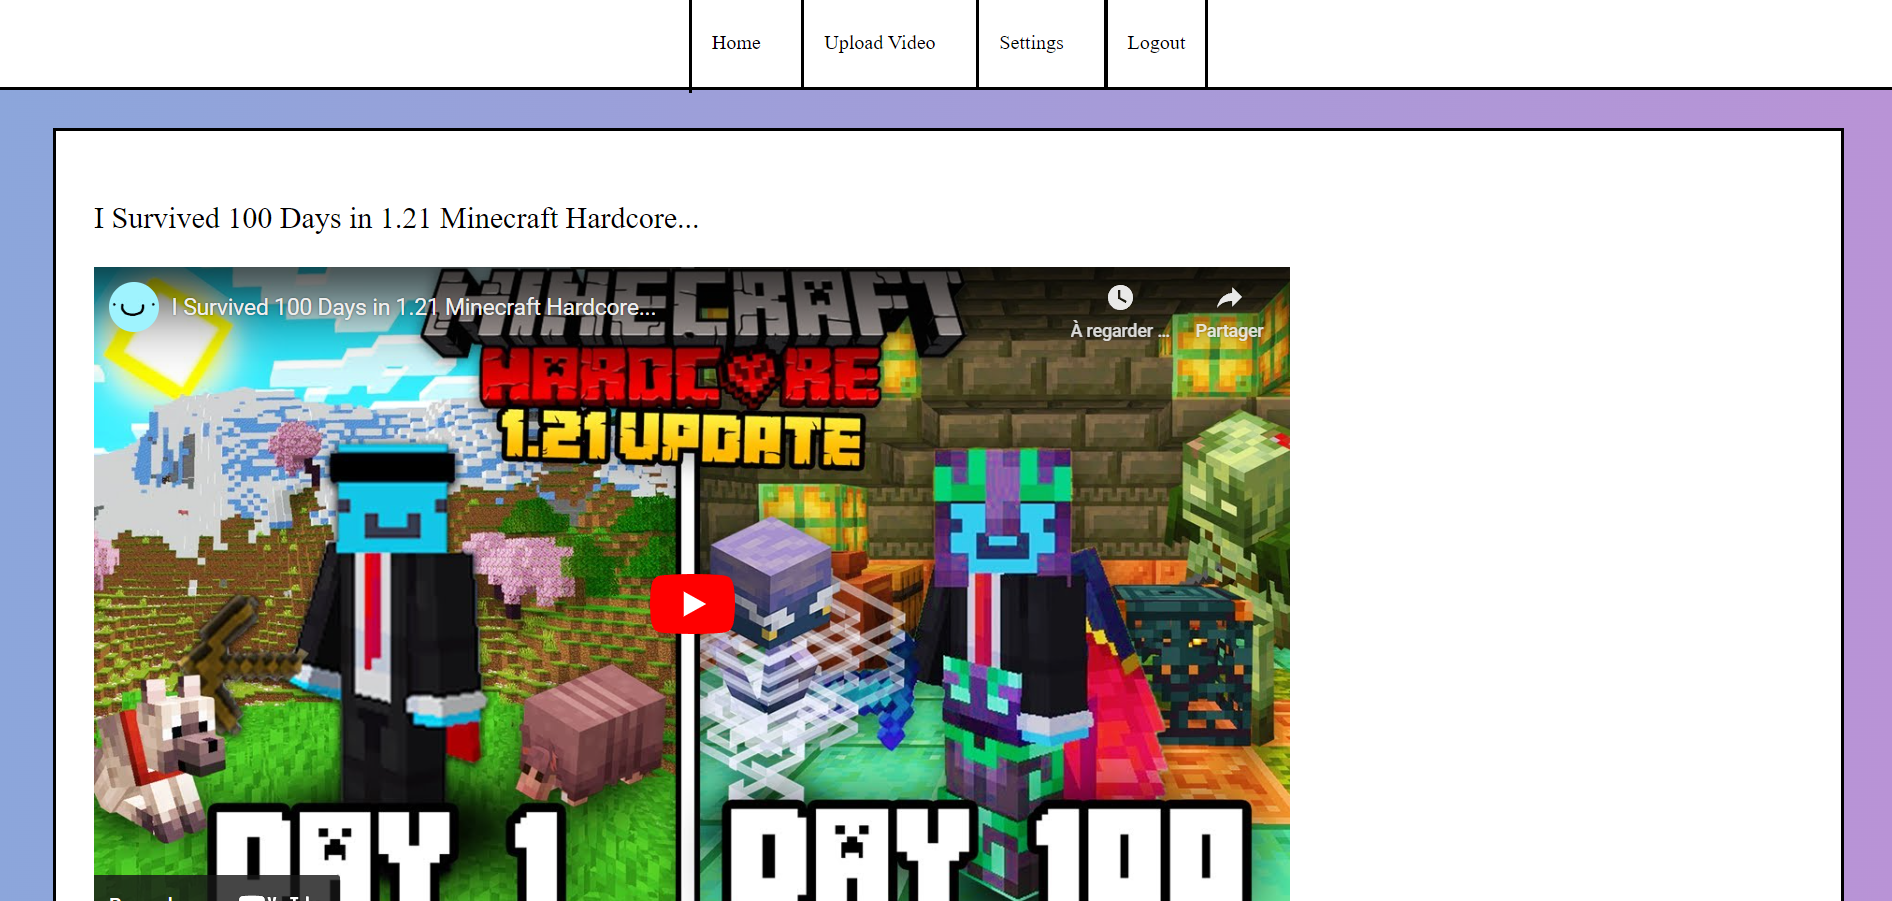 Home
Upload Video
Settings
Logout
I Survived 100 Days in 1.21 Minecraft Hardcore...
I Survived 100 Days in 1.21 Minecraft Hardcore...
À regarder ...
Partager
MINECRAFT
HARDCORE
1.21 UPDATE
DAY 1
DAY 100